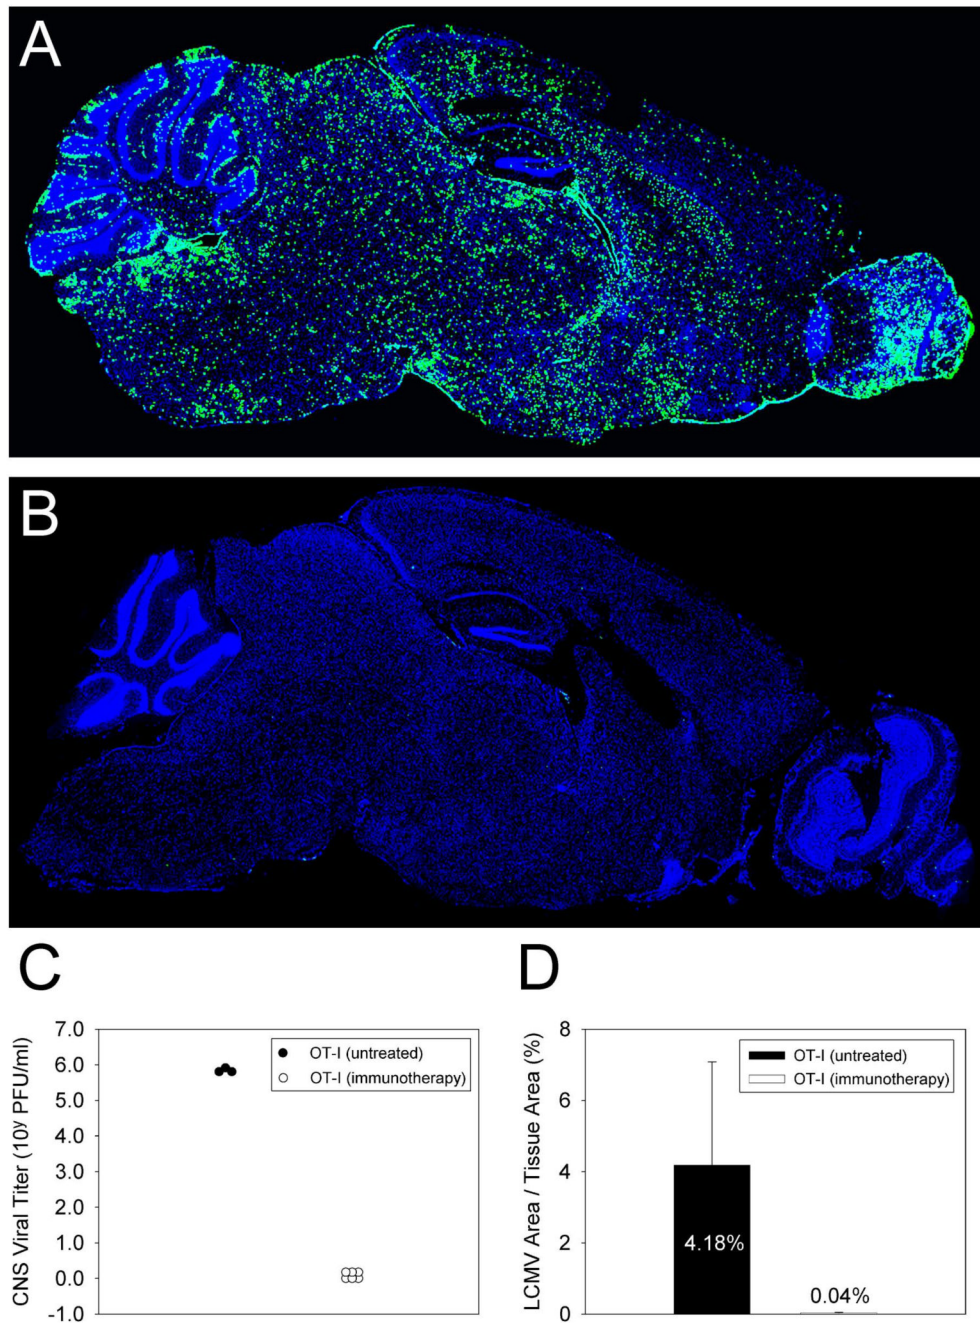 A
B
C
D
CNS Viral Titer (10ʸ PFU/ml)
7.0
6.0
5.0
4.0
3.0
2.0
1.0
0.0
-1.0
OT-I (untreated)
OT-I (immunotherapy)
LCMV Area / Tissue Area (%)
8
6
4
2
0
OT-I (untreated)
OT-I (immunotherapy)
4.18%
0.04%